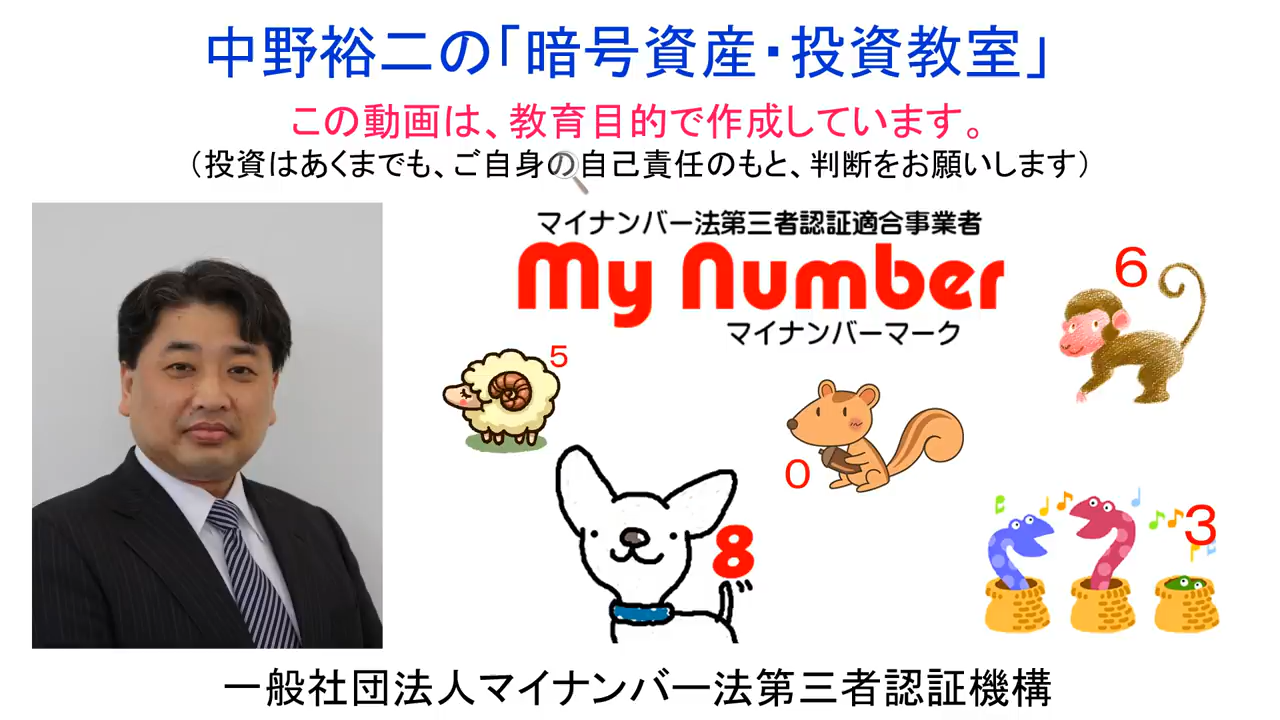 中野裕二の「暗号資産・投資教室」
この動画は、教育目的で作成しています。
（投資はあくまでも、ご自身の自己責任のもと、判断をお願いします）
マイナンバー法第三者認証適合事業者
My Number
マイナンバーマーク
6
5
0
8
3
一般社団法人マイナンバー法第三者認証機構